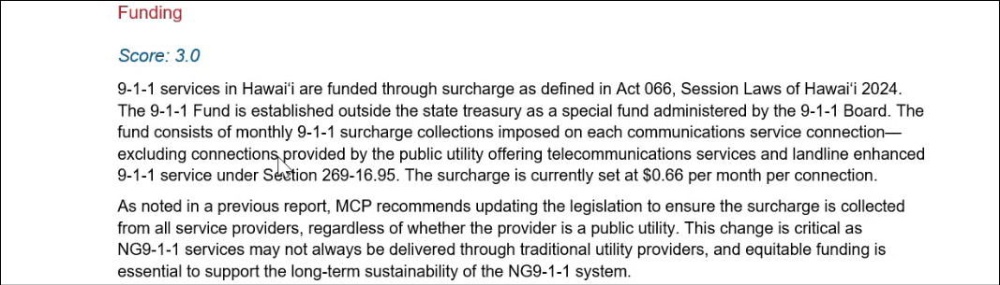 Funding
Score: 3.0
9-1-1 services in Hawaiʻi are funded through surcharge as defined in Act 066, Session Laws of Hawaiʻi 2024.
The 9-1-1 Fund is established outside the state treasury as a special fund administered by the 9-1-1 Board. The
fund consists of monthly 9-1-1 surcharge collections imposed on each communications service connection—
excluding connections provided by the public utility offering telecommunications services and landline enhanced
9-1-1 service under Section 269-16.95. The surcharge is currently set at $0.66 per month per connection.
As noted in a previous report, MCP recommends updating the legislation to ensure the surcharge is collected
from all service providers, regardless of whether the provider is a public utility. This change is critical as
NG9-1-1 services may not always be delivered through traditional utility providers, and equitable funding is
essential to support the long-term sustainability of the NG9-1-1 system.